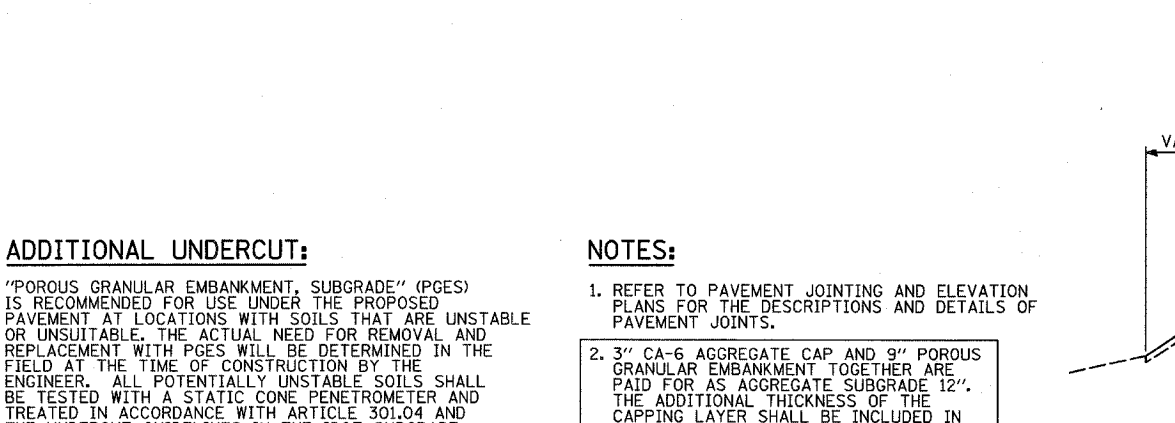 ADDITIONAL UNDERCUT:
"POROUS GRANULAR EMBANKMENT, SUBGRADE" (PGES)
IS RECOMMENDED FOR USE UNDER THE PROPOSED
PAVEMENT AT LOCATIONS WITH SOILS THAT ARE UNSTABLE
OR UNSUITABLE. THE ACTUAL NEED FOR REMOVAL AND
REPLACEMENT WITH PGES WILL BE DETERMINED IN THE
FIELD AT THE TIME OF CONSTRUCTION BY THE
ENGINEER. ALL POTENTIALLY UNSTABLE SOILS SHALL
BE TESTED WITH A STATIC CONE PENETROMETER AND
TREATED IN ACCORDANCE WITH ARTICLE 301.04 AND
NOTES:
1. REFER TO PAVEMENT JOINTING AND ELEVATION
PLANS FOR THE DESCRIPTIONS AND DETAILS OF
PAVEMENT JOINTS.
2. 3" CA-6 AGGREGATE CAP AND 9" POROUS
GRANULAR EMBANKMENT TOGETHER ARE
PAID FOR AS AGGREGATE SUBGRADE 12".
THE ADDITIONAL THICKNESS OF THE
CAPPING LAYER SHALL BE INCLUDED IN